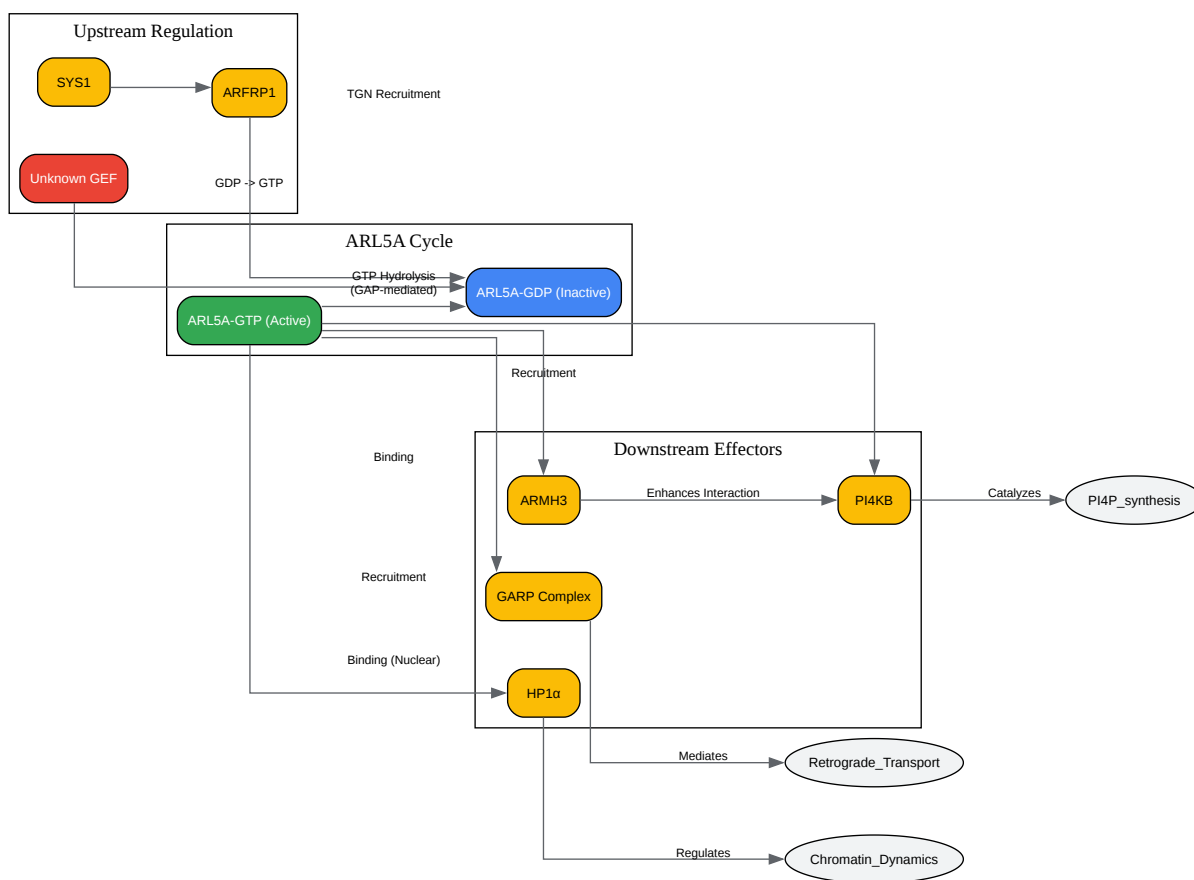 Upstream Regulation
SYS1
ARFRP1
TGN Recruitment
Unknown GEF
GDP -> GTP
ARL5A Cycle
GTP Hydrolysis
(GAP-mediated)
ARL5A-GDP (Inactive)
ARL5A-GTP (Active)
Recruitment
Downstream Effectors
Binding
ARMH3
Enhances Interaction
PI4KB
Catalyzes
PI4P_synthesis
Recruitment
GARP Complex
Binding (Nuclear)
HP1α
Mediates
Retrograde_Transport
Regulates
Chromatin_Dynamics